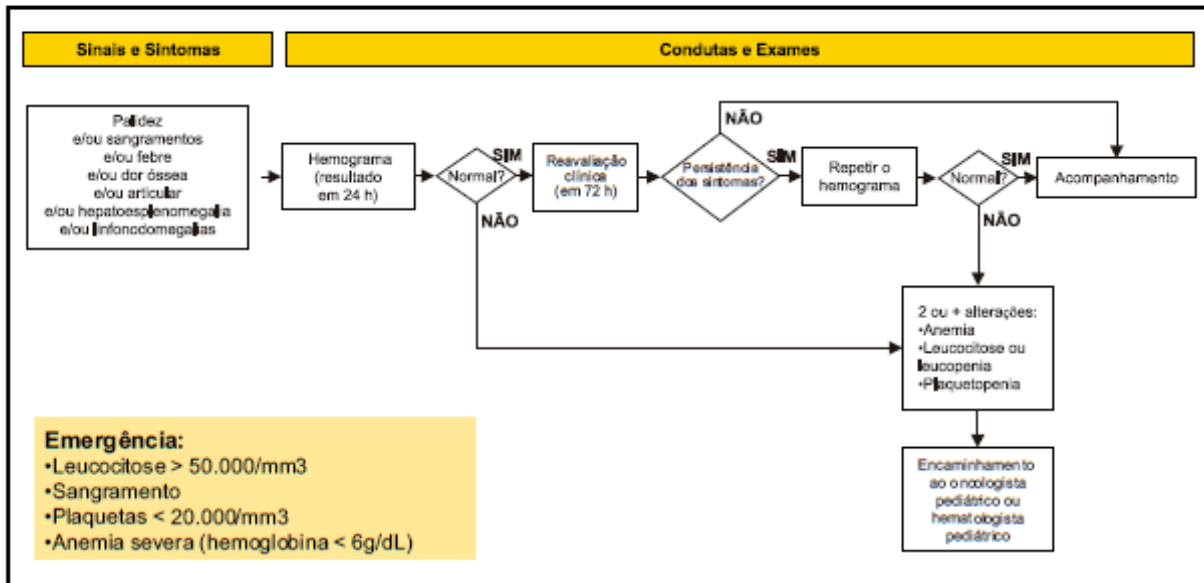 Sinais e Sintomas
Condutas e Exames
Palidez
e/ou sangramentos
e/ou febre
e/ou dor óssea
e/ou articular
e/ou hepatoesplenomegalia
e/ou linfonodomegalias
Hemograma
(resultado
em 24 h)
Normal?
SIM
NÃO
Reavaliação
clínica
(em 72 h)
Persistência
dos sintomas?
NÃO
SIM
Repetir o
hemograma
Normal?
SIM
NÃO
Acompanhamento
2 ou + alterações:
•Anemia
•Leucocitose ou
leucopenia
•Plaquetopenia
Encaminhamento
ao oncologista
pediátrico ou
hematologista
pediátrico
Emergência:
•Leucocitose > 50.000/mm3
•Sangramento
•Plaquetas < 20.000/mm3
•Anemia severa (hemoglobina < 6g/dL)